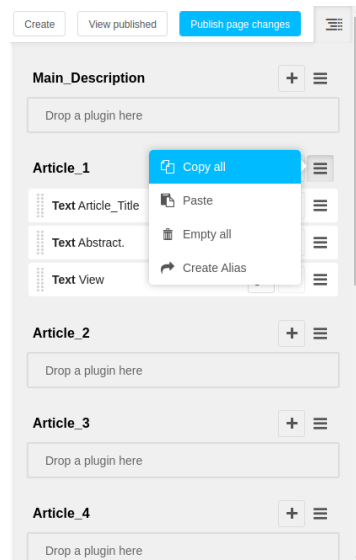 Create View published Publish page changes
Main_Description
Drop a plugin here
Article_1
Copy all
Paste
Empty all
Create Alias
Text Article_Title
Text Abstract.
Text View
Article_2
Drop a plugin here
Article_3
Drop a plugin here
Article_4
Drop a plugin here